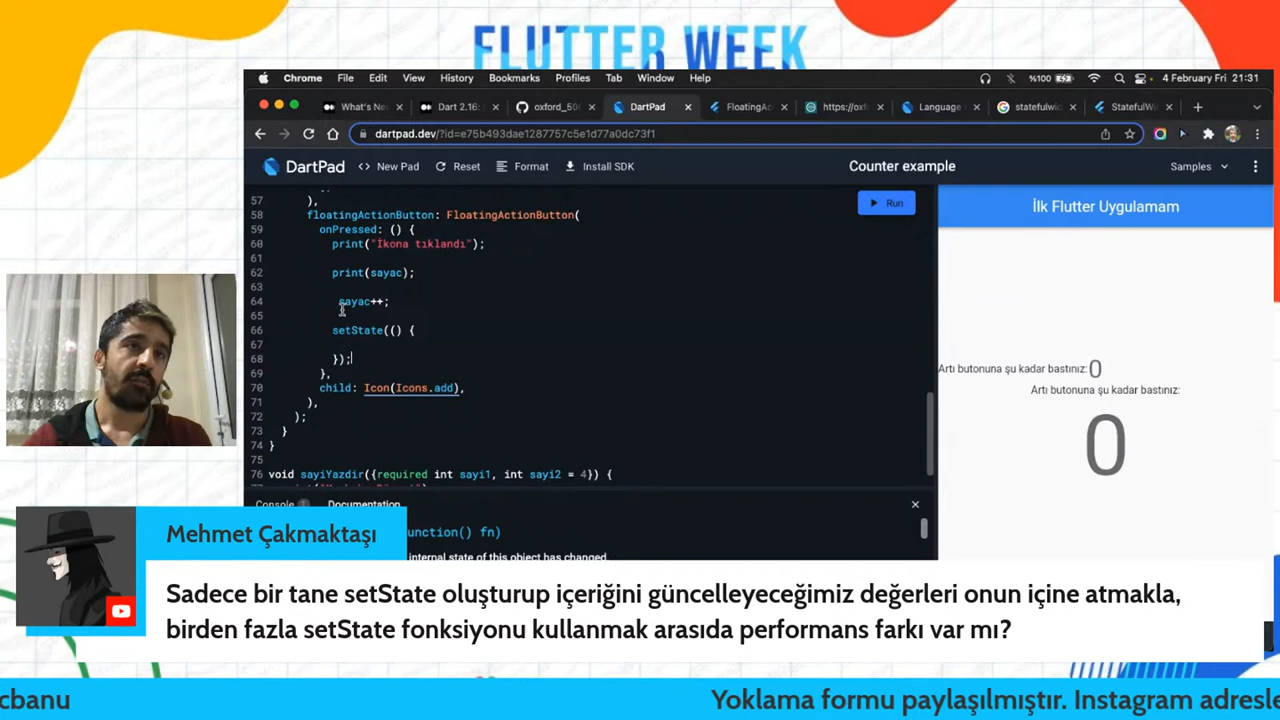 FLUTTER WEEK
Chrome File Edit View History Bookmarks Profiles Tab Window Help
%100
4 February Fri 21:31
What's Ne
Dart 2.16:
oxford_50
DartPad
FloatingAc
https://ox
Language
statefulwid
StatefulWi
dartpad.dev/?id=e75b493dae1287757c5e1d77a0dc73f1
DartPad
<> New Pad
Reset
Format
Install SDK
Counter example
Samples
Run
57 ),
58 floatingActionButton: FloatingActionButton(
59 onPressed: () {
60 print("İkona tıklandı");
61
62 print(sayac);
63
64 sayac++;
65
66 setState(() {
67
68 });
69 },
70 child: Icon(Icons.add),
71 ),
72 );
73 }
74 }
75
76 void sayiYazdir({required int sayi1, int sayi2 = 4}) {
Console
Documentation
unction() fn)
internal state of this object has changed
İlk Flutter Uygulamam
Artı butonuna şu kadar bastınız: 0
Artı butonuna şu kadar bastınız:
0
Mehmet Çakmaktaşı
Sadece bir tane setState oluşturup içeriğini güncelleyeceğimiz değerleri onun içine atmakla,
birden fazla setState fonksiyonu kullanmak arasıda performans farkı var mı?
cbanu
Yoklama formu paylaşılmıştır. Instagram adresle